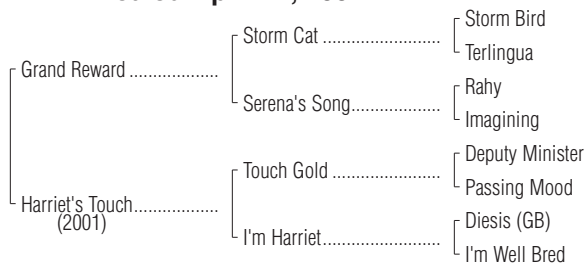 Storm Bird
Storm Cat ........................
Terlingua
Grand Reward ..................
Rahy
Serena's Song ....................
Imagining
Deputy Minister
Touch Gold ........................
Passing Mood
Harriet's Touch .................
(2001)
Diesis (GB)
I'm Harriet ..........................
I'm Well Bred